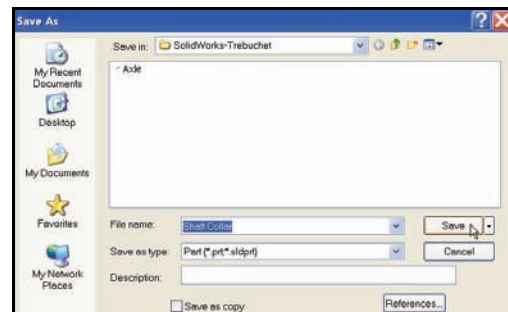 Save As
Save in: SolidWorks-Trebuchet
My Recent
Documents
Desktop
My Documents
Favorites
My Network
Places
Axle
File name: Shaft Collar
Save
Save as type: Part (*.prt;*.sldprt)
Cancel
Description:
Save as copy
References...